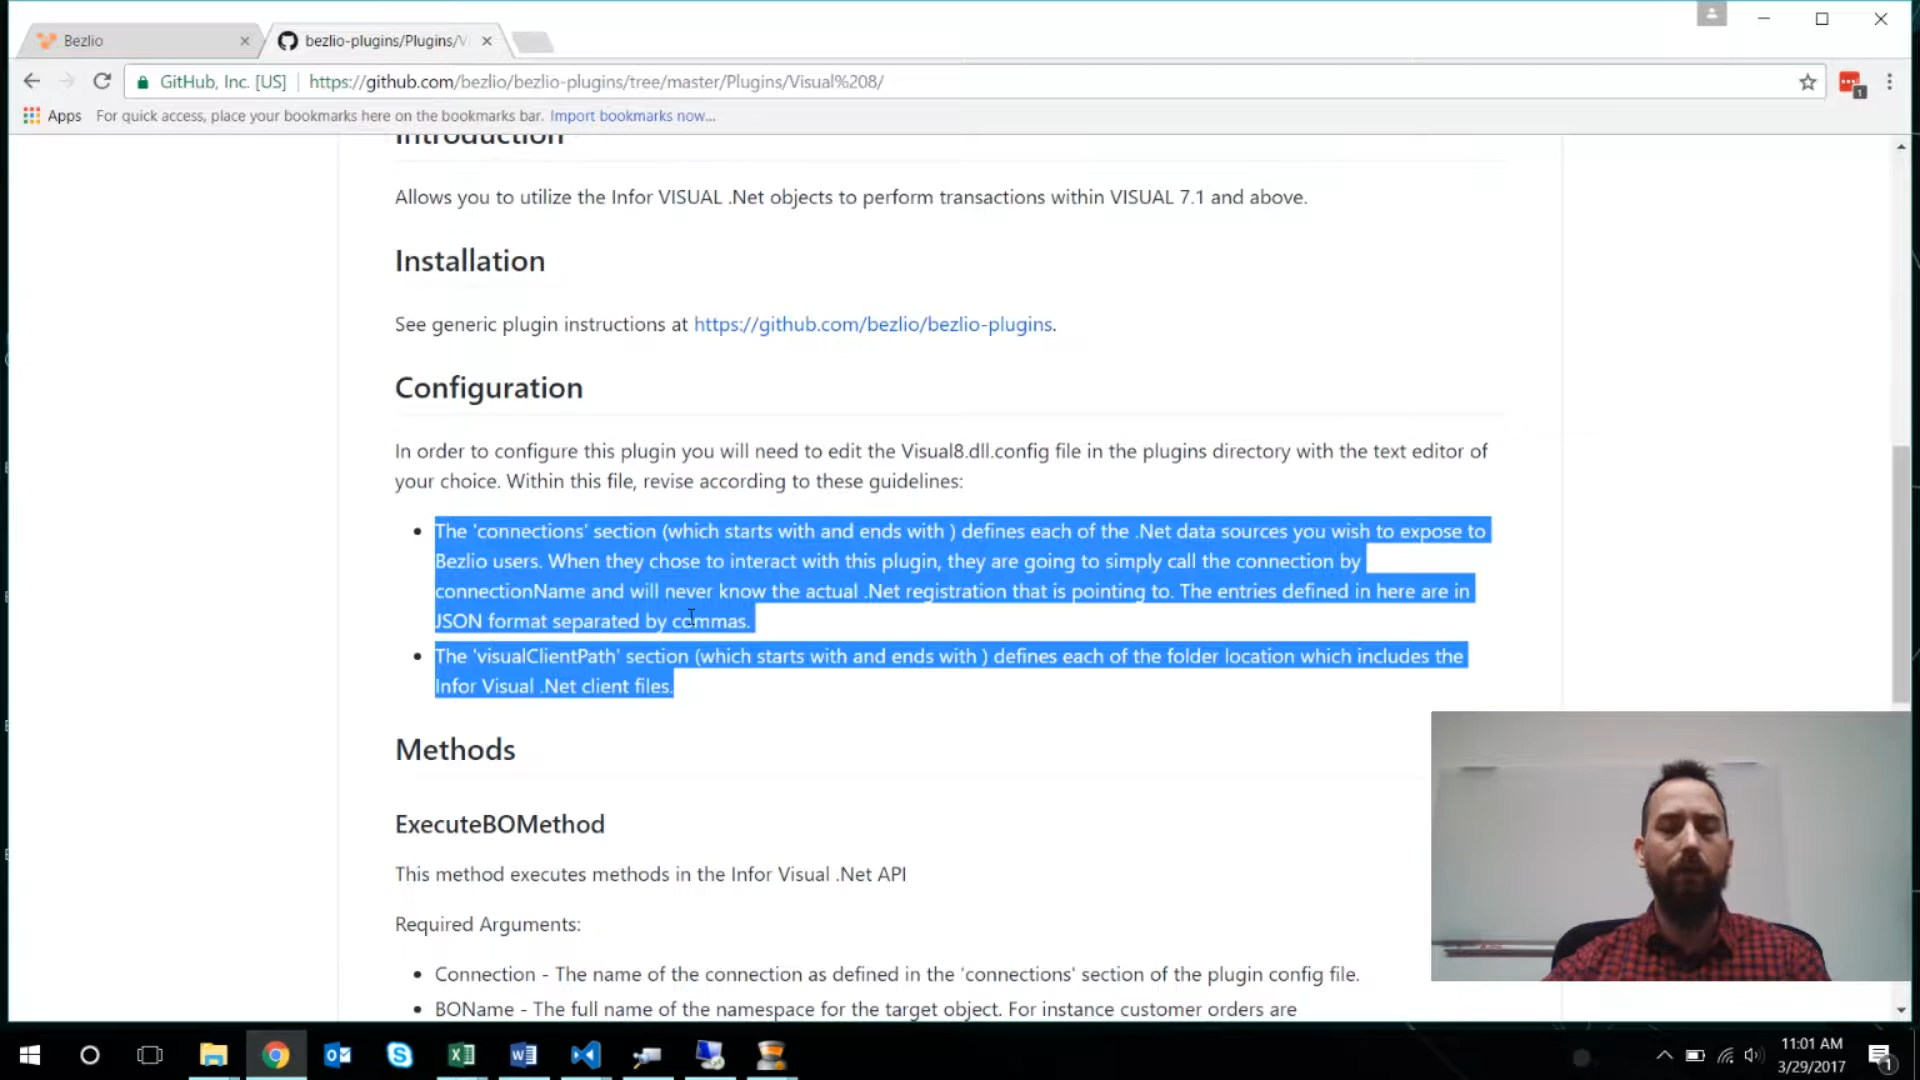 Bezlio
bezlio-plugins/Plugins/V
GitHub, Inc. [US]
https://github.com/bezlio/bezlio-plugins/tree/master/Plugins/Visual%208/
1
Apps
For quick access, place your bookmarks here on the bookmarks bar. Import bookmarks now...
Introduction
Allows you to utilize the Infor VISUAL .Net objects to perform transactions within VISUAL 7.1 and above.
Installation
See generic plugin instructions at https://github.com/bezlio/bezlio-plugins.
Configuration
In order to configure this plugin you will need to edit the Visual8.dll.config file in the plugins directory with the text editor of
your choice. Within this file, revise according to these guidelines:
The 'connections' section (which starts with and ends with ) defines each of the .Net data sources you wish to expose to
Bezlio users. When they chose to interact with this plugin, they are going to simply call the connection by
connectionName and will never know the actual .Net registration that is pointing to. The entries defined in here are in
JSON format separated by commas.
The 'visualClientPath' section (which starts with and ends with ) defines each of the folder location which includes the
Infor Visual .Net client files.
Methods
ExecuteBOMethod
This method executes methods in the Infor Visual .Net API
Required Arguments:
Connection - The name of the connection as defined in the 'connections' section of the plugin config file.
BOName - The full name of the namespace for the target object. For instance customer orders are
11:01 AM
3/29/2017
1